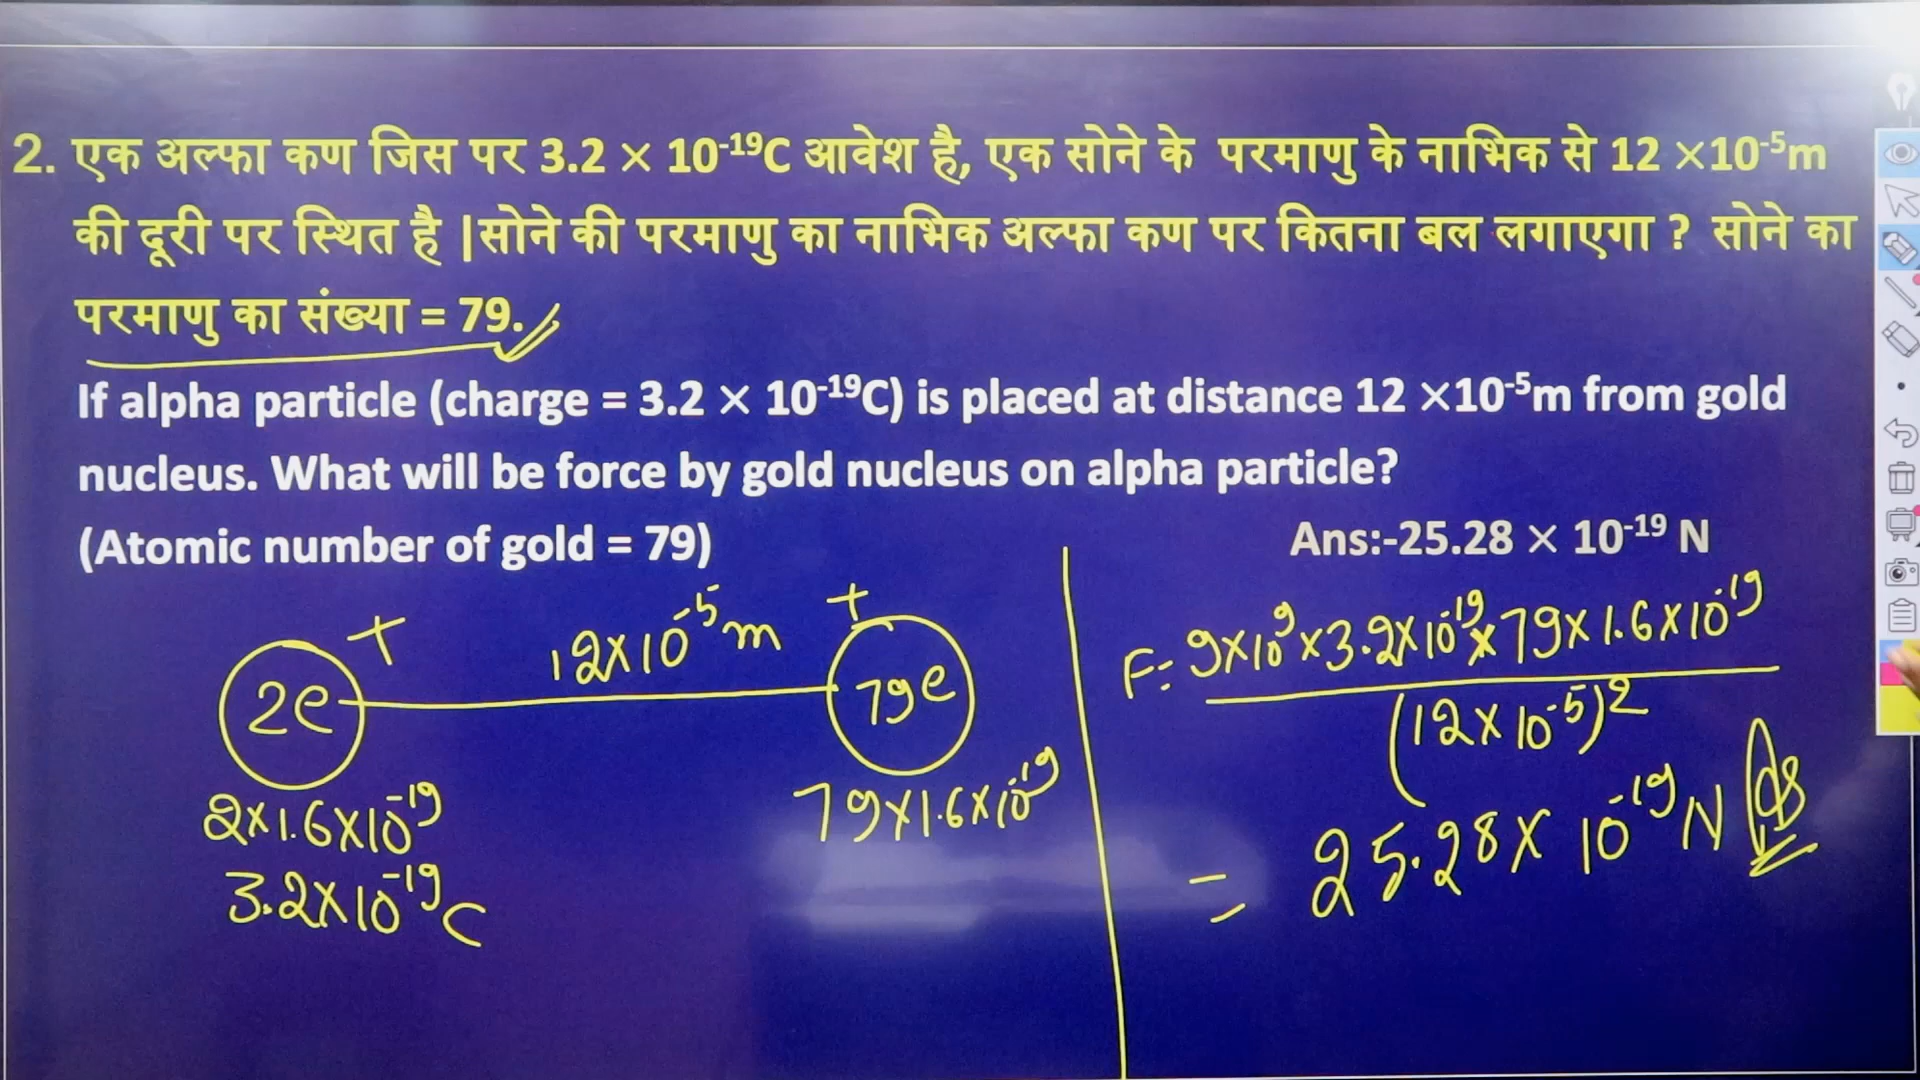 2. एक अल्फा कण जिस पर 3.2 × 10⁻¹⁹C आवेश है, एक सोने के परमाणु के नाभिक से 12 ×10⁻⁵m
की दूरी पर स्थित है |सोने की परमाणु का नाभिक अल्फा कण पर कितना बल लगाएगा ? सोने का
परमाणु का संख्या = 79.
If alpha particle (charge = 3.2 × 10⁻¹⁹C) is placed at distance 12 ×10⁻⁵m from gold
nucleus. What will be force by gold nucleus on alpha particle?
(Atomic number of gold = 79)
Ans:-25.28 × 10⁻¹⁹ N
+ 12×10⁻⁵m +
2e 79e
2×1.6×10⁻¹⁹ 79×1.6×10⁻¹⁹
3.2×10⁻¹⁹C
F= 9×10⁹×3.2×10⁻¹⁹×79×1.6×10⁻¹⁹
(12×10⁻⁵)²
= 25.28× 10⁻¹⁹N